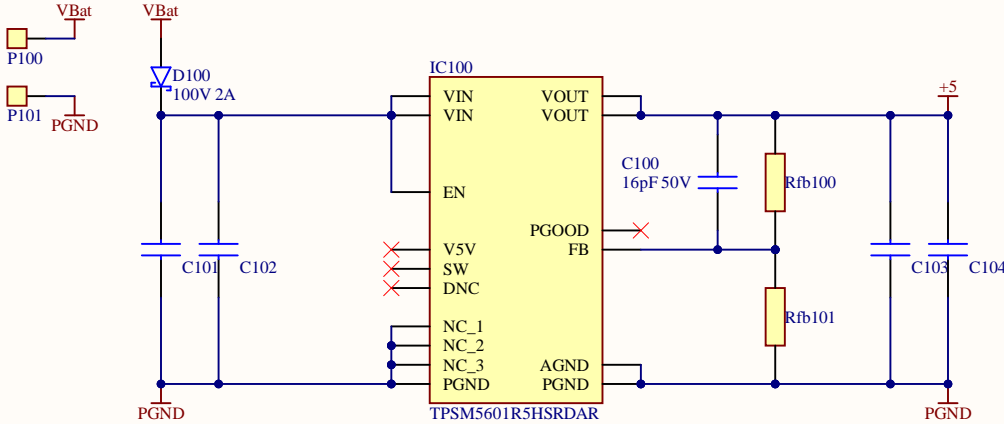 VBat
VBat
P100
D100
100V 2A
P101
PGND
IC100
VIN
VOUT
VIN
VOUT
+5
C100
16pF 50V
Rfb100
EN
PGOOD
V5V
FB
SW
DNC
C101
C102
C103
C104
Rfb101
NC_1
NC_2
NC_3
AGND
PGND
PGND
TPSM5601R5HSRDAR
PGND
PGND